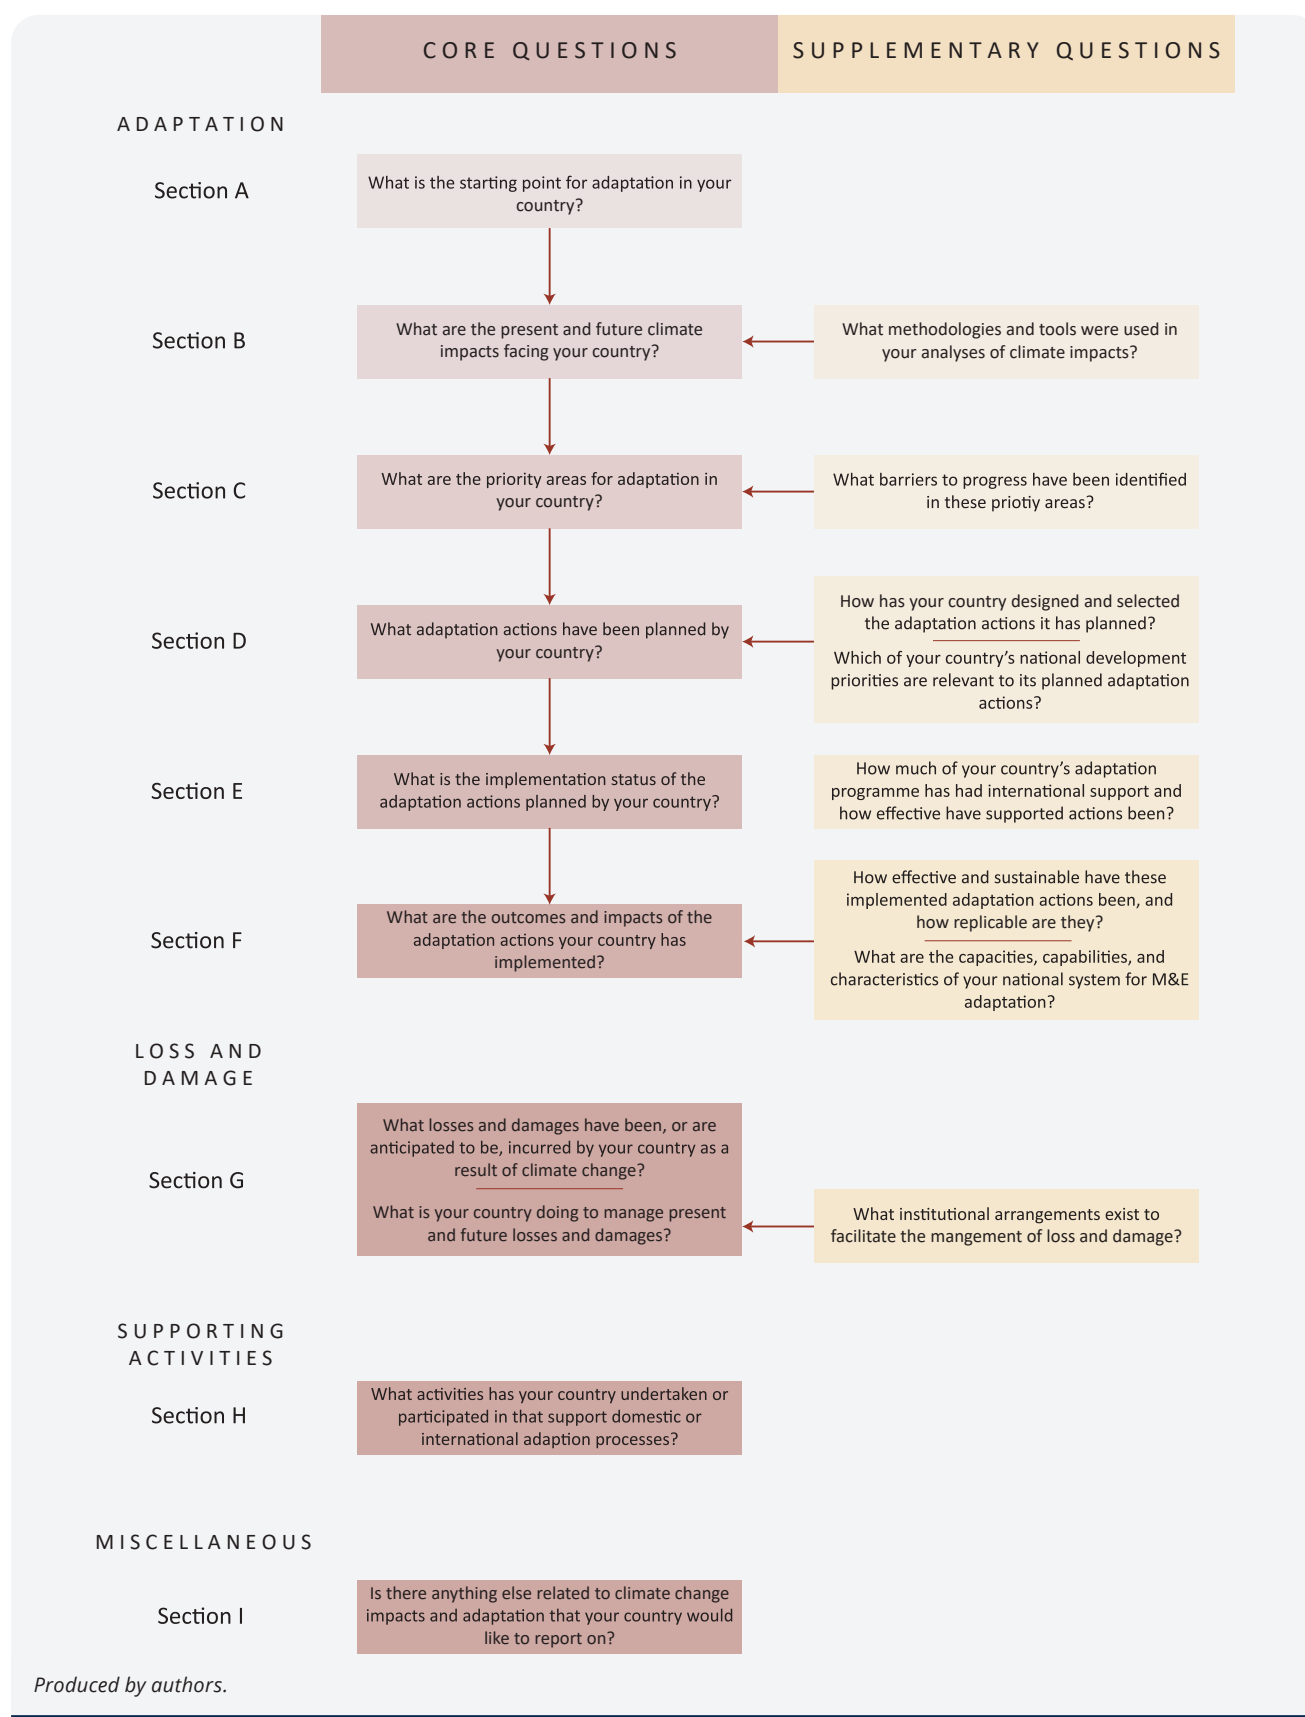 CORE QUESTIONS
SUPPLEMENTARY QUESTIONS
ADAPTATION
Section A
What is the starting point for adaptation in your
country?
Section B
What are the present and future climate
impacts facing your country?
What methodologies and tools were used in
your analyses of climate impacts?
Section C
What are the priority areas for adaptation in
your country?
What barriers to progress have been identified
in these priotiy areas?
Section D
What adaptation actions have been planned by
your country?
How has your country designed and selected
the adaptation actions it has planned?
Which of your country’s national development
priorities are relevant to its planned adaptation
actions?
Section E
What is the implementation status of the
adaptation actions planned by your country?
How much of your country’s adaptation
programme has had international support and
how effective have supported actions been?
Section F
What are the outcomes and impacts of the
adaptation actions your country has
implemented?
How effective and sustainable have these
implemented adaptation actions been, and
how replicable are they?
What are the capacities, capabilities, and
characteristics of your national system for M&E
adaptation?
LOSS AND
DAMAGE
Section G
What losses and damages have been, or are
anticipated to be, incurred by your country as a
result of climate change?
What is your country doing to manage present
and future losses and damages?
What institutional arrangements exist to
facilitate the mangement of loss and damage?
SUPPORTING
ACTIVITIES
Section H
What activities has your country undertaken or
participated in that support domestic or
international adaption processes?
MISCELLANEOUS
Section I
Is there anything else related to climate change
impacts and adaptation that your country would
like to report on?
Produced by authors.